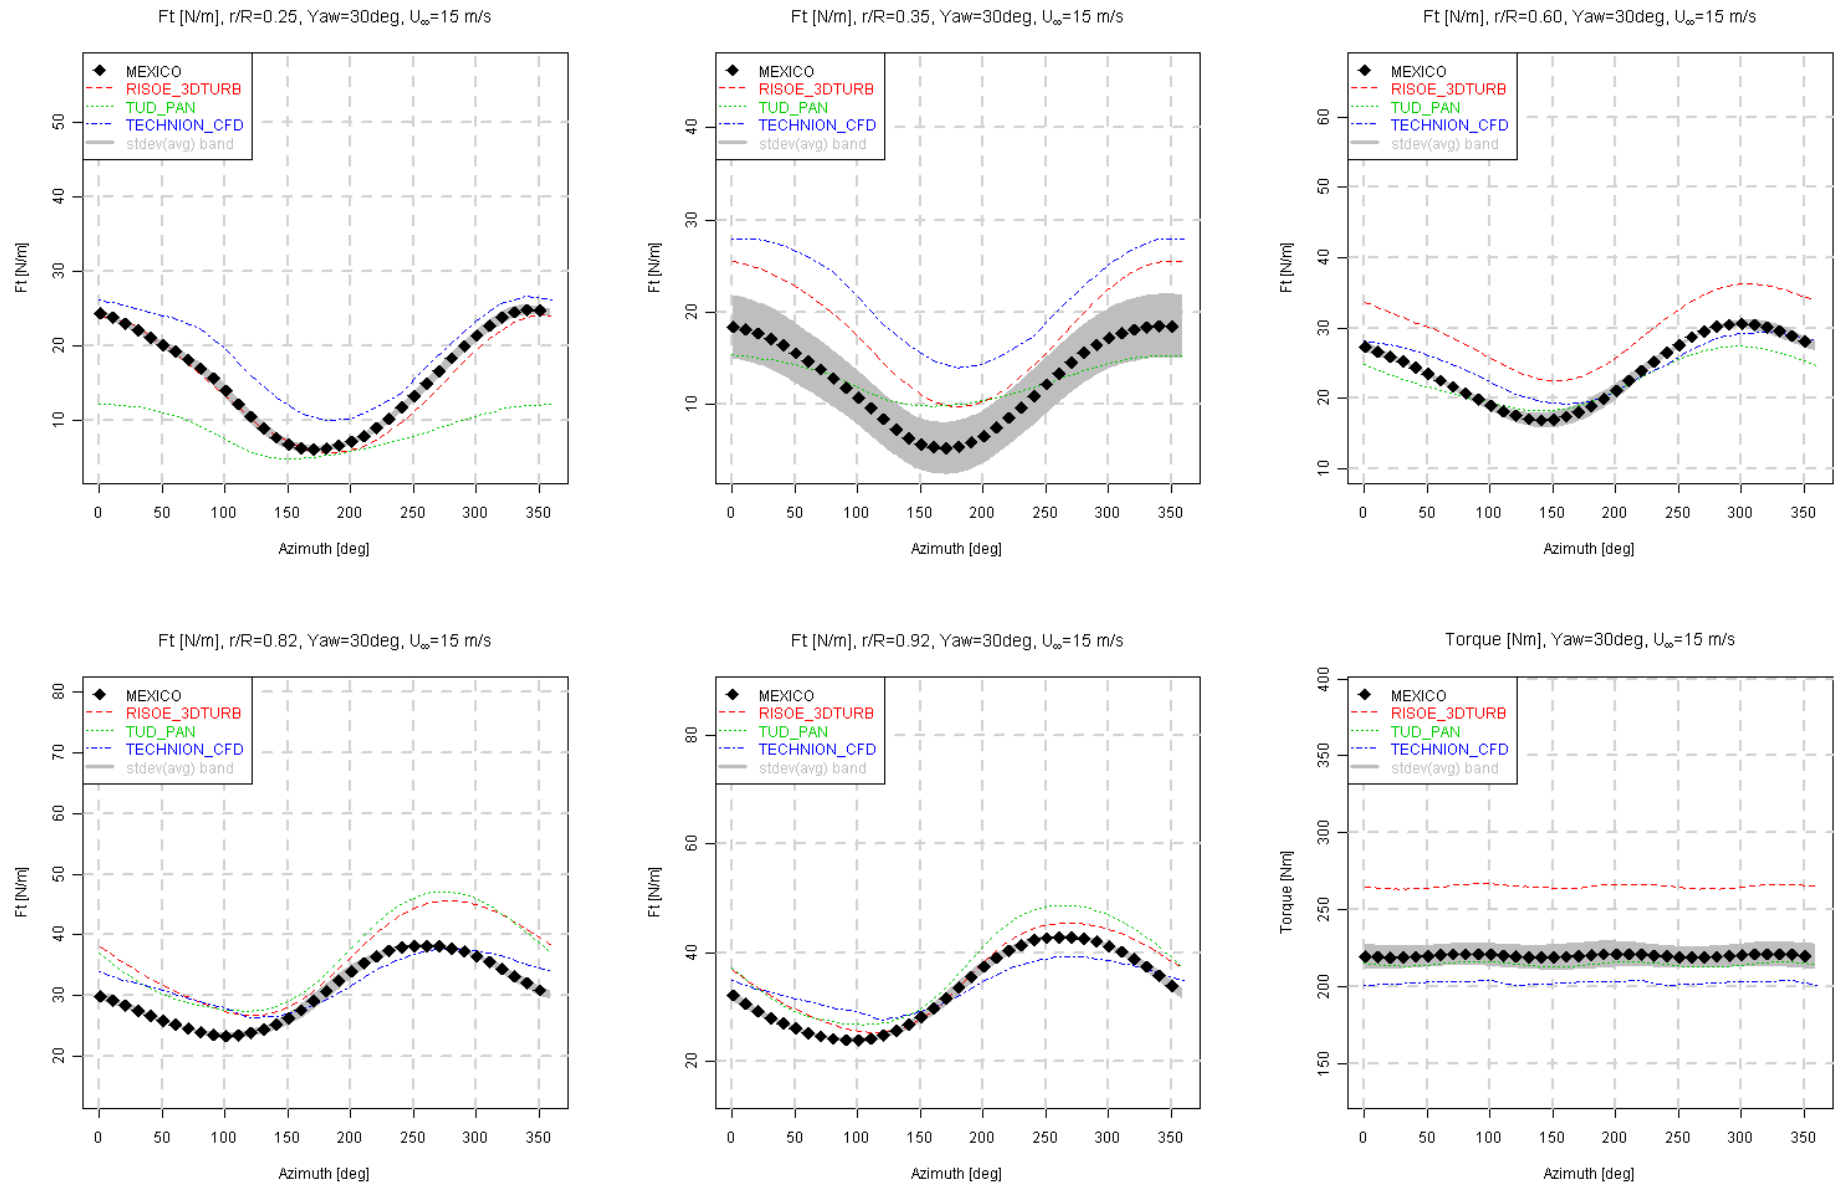 Ft [N/m], r/R=0.25, Yaw=30deg, U∞=15 m/s
MEXICO
RISOE_3DTURB
TUD_PAN
TECHNION_CFD
stdev(avg) band
Ft [N/m]
50
40
30
20
10
0 50 100 150 200 250 300 350
Azimuth [deg]
Ft [N/m], r/R=0.35, Yaw=30deg, U∞=15 m/s
MEXICO
RISOE_3DTURB
TUD_PAN
TECHNION_CFD
stdev(avg) band
Ft [N/m]
40
30
20
10
0 50 100 150 200 250 300 350
Azimuth [deg]
Ft [N/m], r/R=0.60, Yaw=30deg, U∞=15 m/s
MEXICO
RISOE_3DTURB
TUD_PAN
TECHNION_CFD
stdev(avg) band
Ft [N/m]
60
50
40
30
20
10
0 50 100 150 200 250 300 350
Azimuth [deg]
Ft [N/m], r/R=0.82, Yaw=30deg, U∞=15 m/s
MEXICO
RISOE_3DTURB
TUD_PAN
TECHNION_CFD
stdev(avg) band
Ft [N/m]
80
70
60
50
40
30
20
0 50 100 150 200 250 300 350
Azimuth [deg]
Ft [N/m], r/R=0.92, Yaw=30deg, U∞=15 m/s
MEXICO
RISOE_3DTURB
TUD_PAN
TECHNION_CFD
stdev(avg) band
Ft [N/m]
80
60
40
20
0 50 100 150 200 250 300 350
Azimuth [deg]
Torque [Nm], Yaw=30deg, U∞=15 m/s
MEXICO
RISOE_3DTURB
TUD_PAN
TECHNION_CFD
stdev(avg) band
Torque [Nm]
400
350
300
250
200
150
0 50 100 150 200 250 300 350
Azimuth [deg]